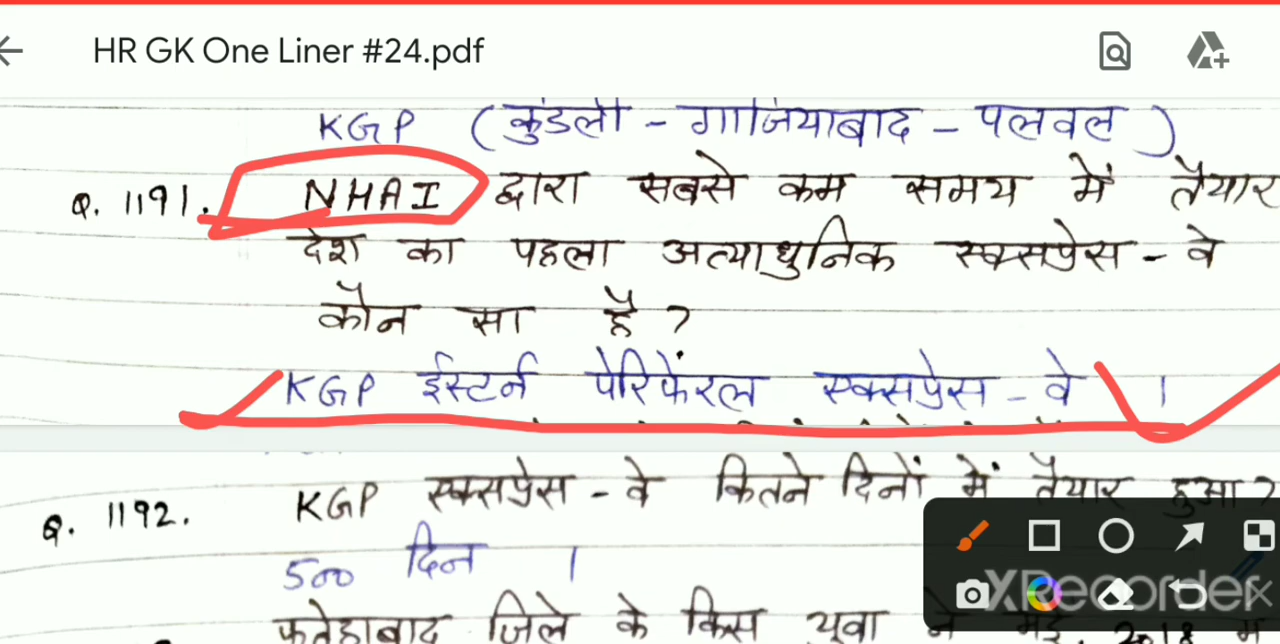 HR GK One Liner #24.pdf
KGP (कुंडली - गाजियाबाद - पलवल)
Q. 1191. NHAI द्वारा सबसे कम समय में तैयार
देश का पहला अत्याधुनिक एक्सप्रेस - वे
कौन सा है ?
KGP ईस्टर्न पेरिफेरल एक्सप्रेस - वे ।
Q. 1192. KGP एक्सप्रेस - वे कितने दिनों में तैयार हुआ ?
500 दिन ।
फतेहाबाद जिले के किस युवा ने मई, 2018 में
XRecorder